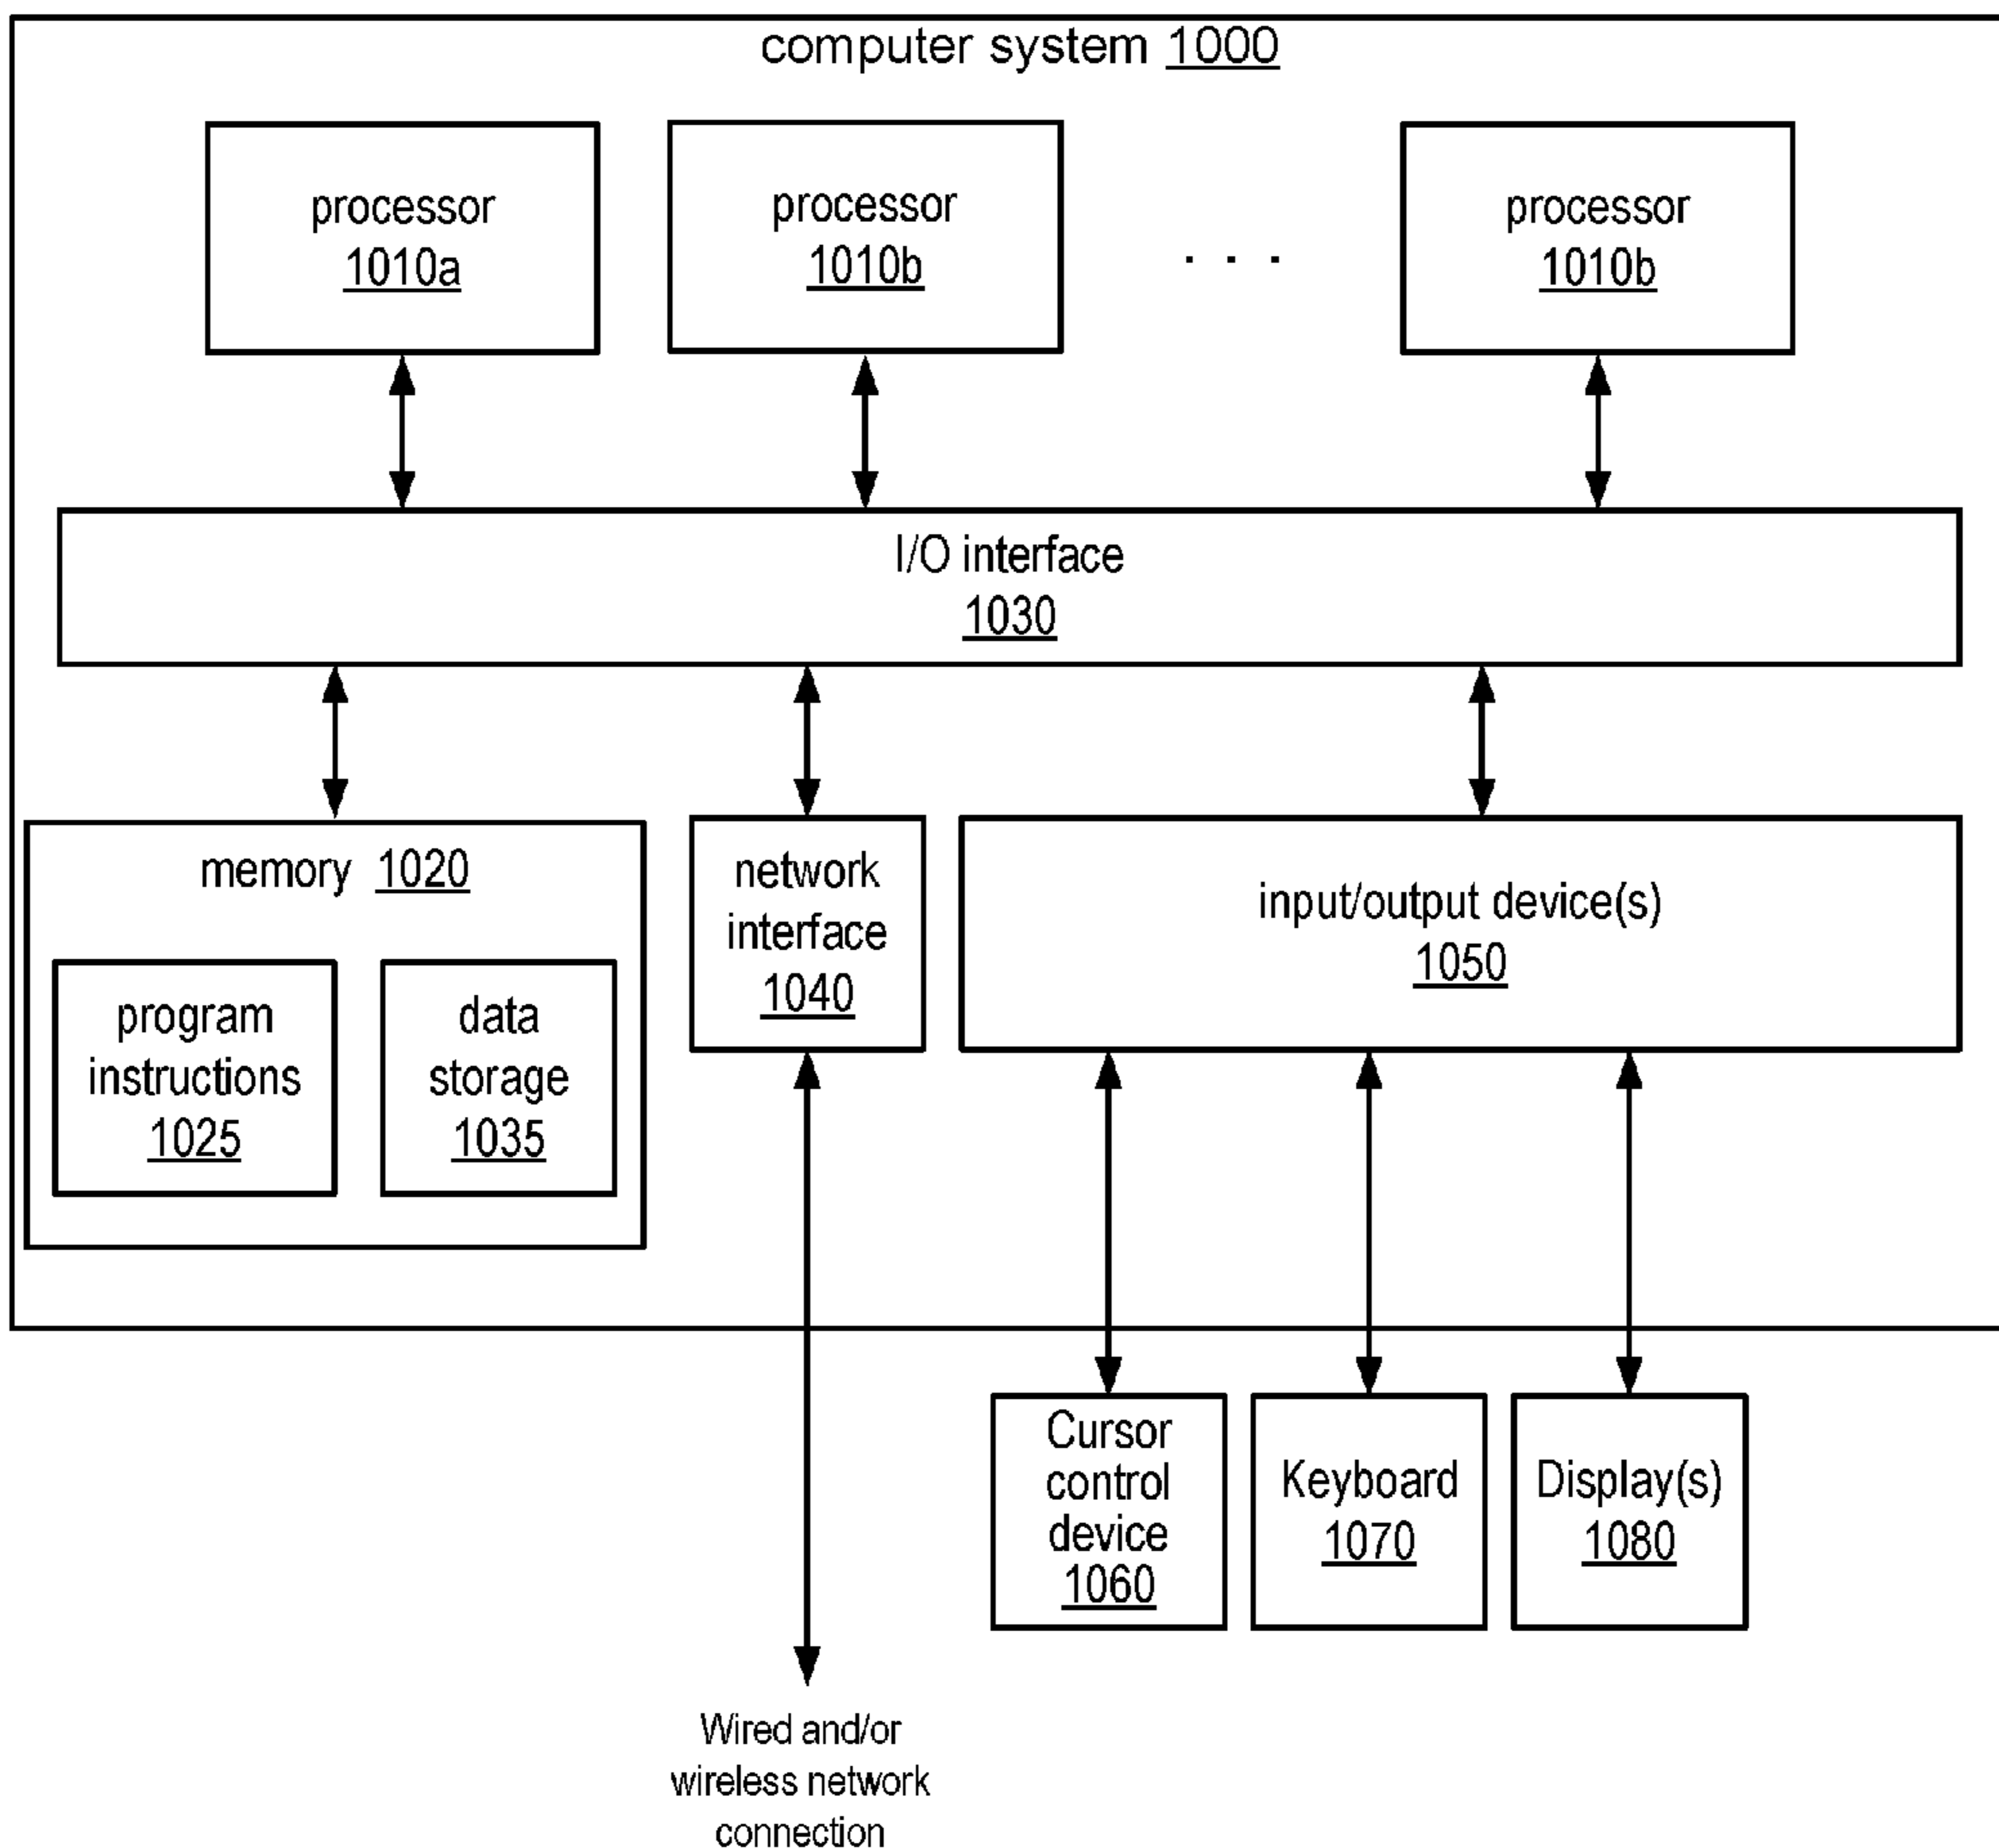 computer system 1000
processor
1010a
processor
1010b
. . .
processor
1010b
I/O interface
1030
memory 1020
program
instructions
1025
data
storage
1035
network
interface
1040
input/output device(s)
1050
Cursor
control
device
1060
Keyboard
1070
Display(s)
1080
Wired and/or
wireless network
connection